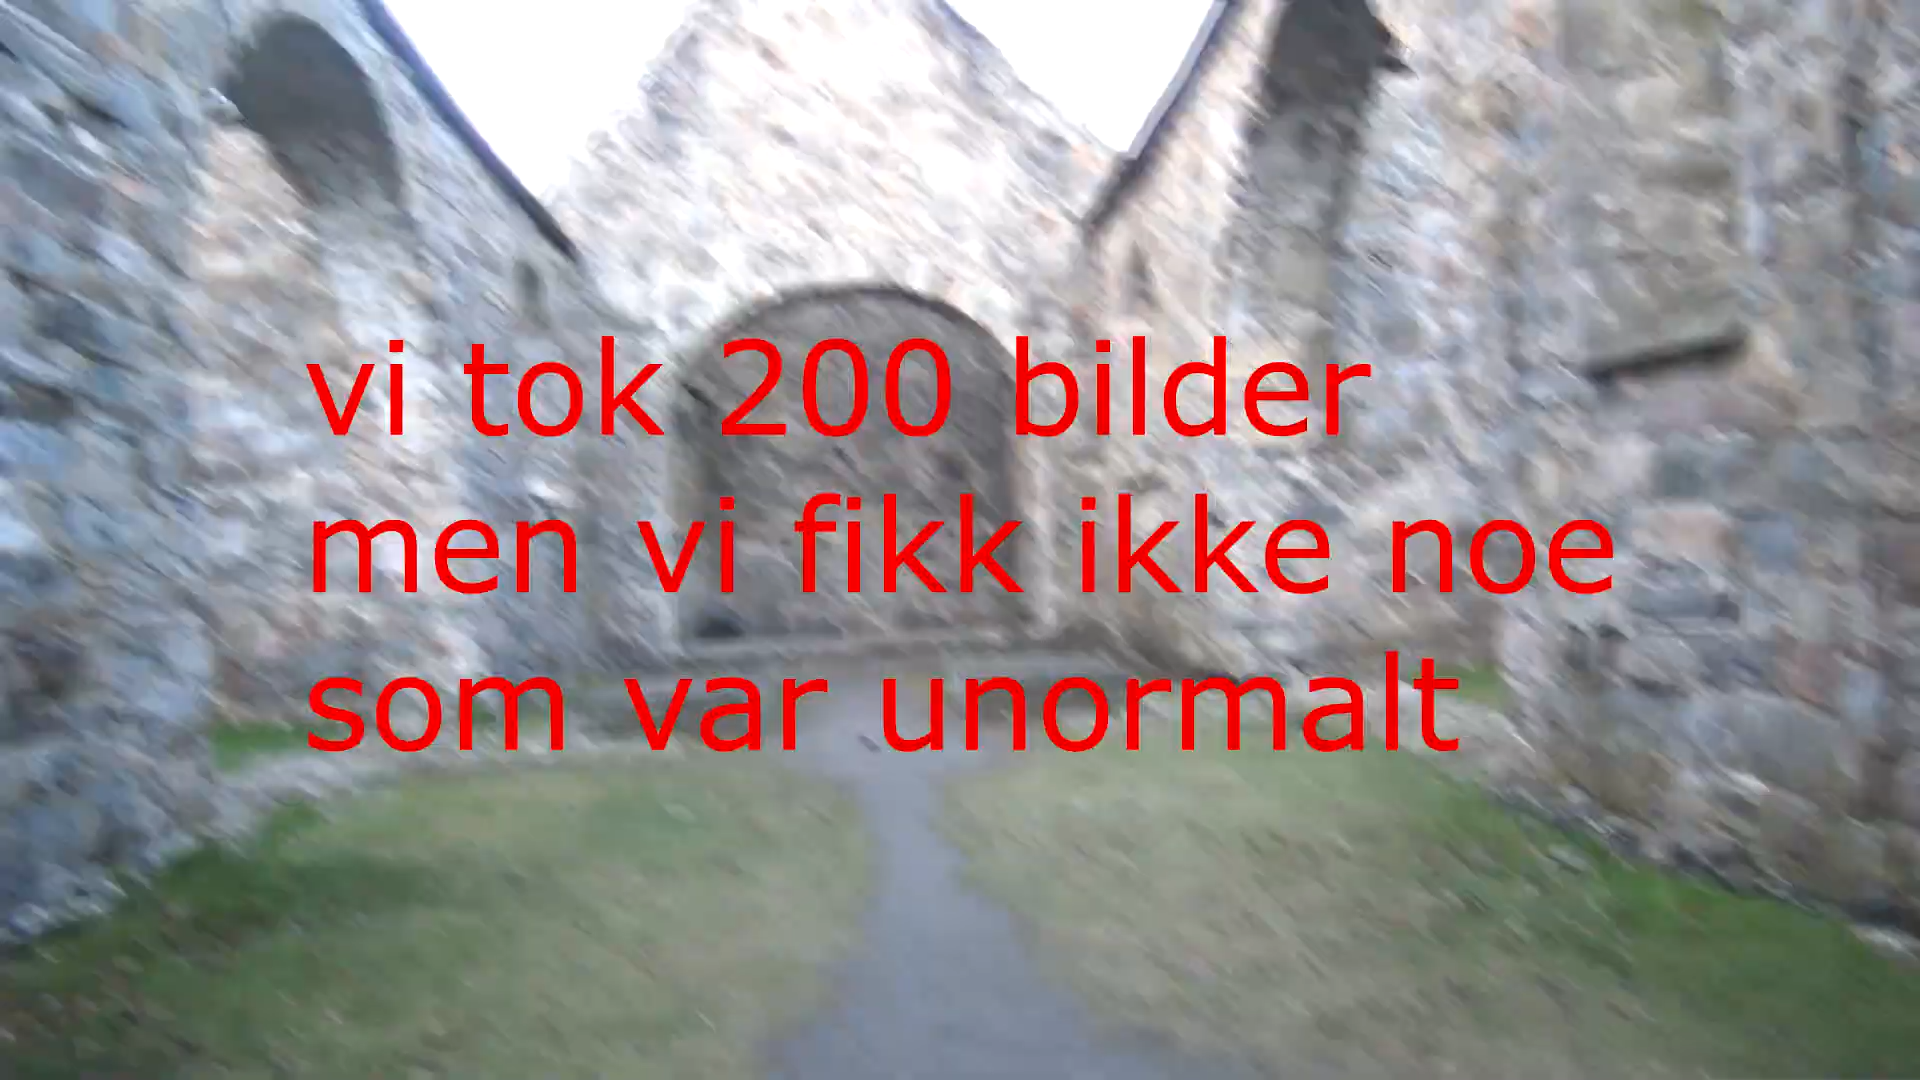 vi tok 200 bilder
men vi fikk ikke noe
som var unormalt